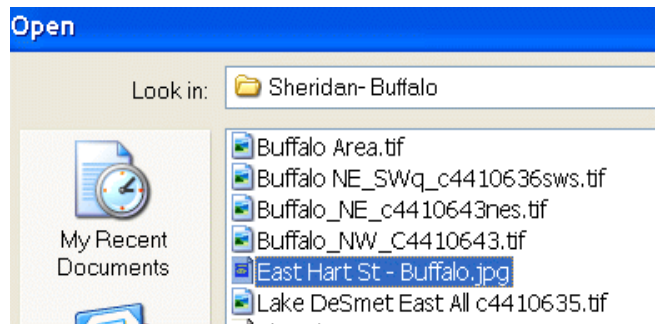 Open
Look in: Sheridan- Buffalo
Buffalo Area.tif
Buffalo NE_SWq_c4410636sws.tif
Buffalo_NE_c4410643nes.tif
Buffalo_NW_C4410643.tif
East Hart St - Buffalo.jpg
Lake DeSmet East All c4410635.tif
My Recent
Documents